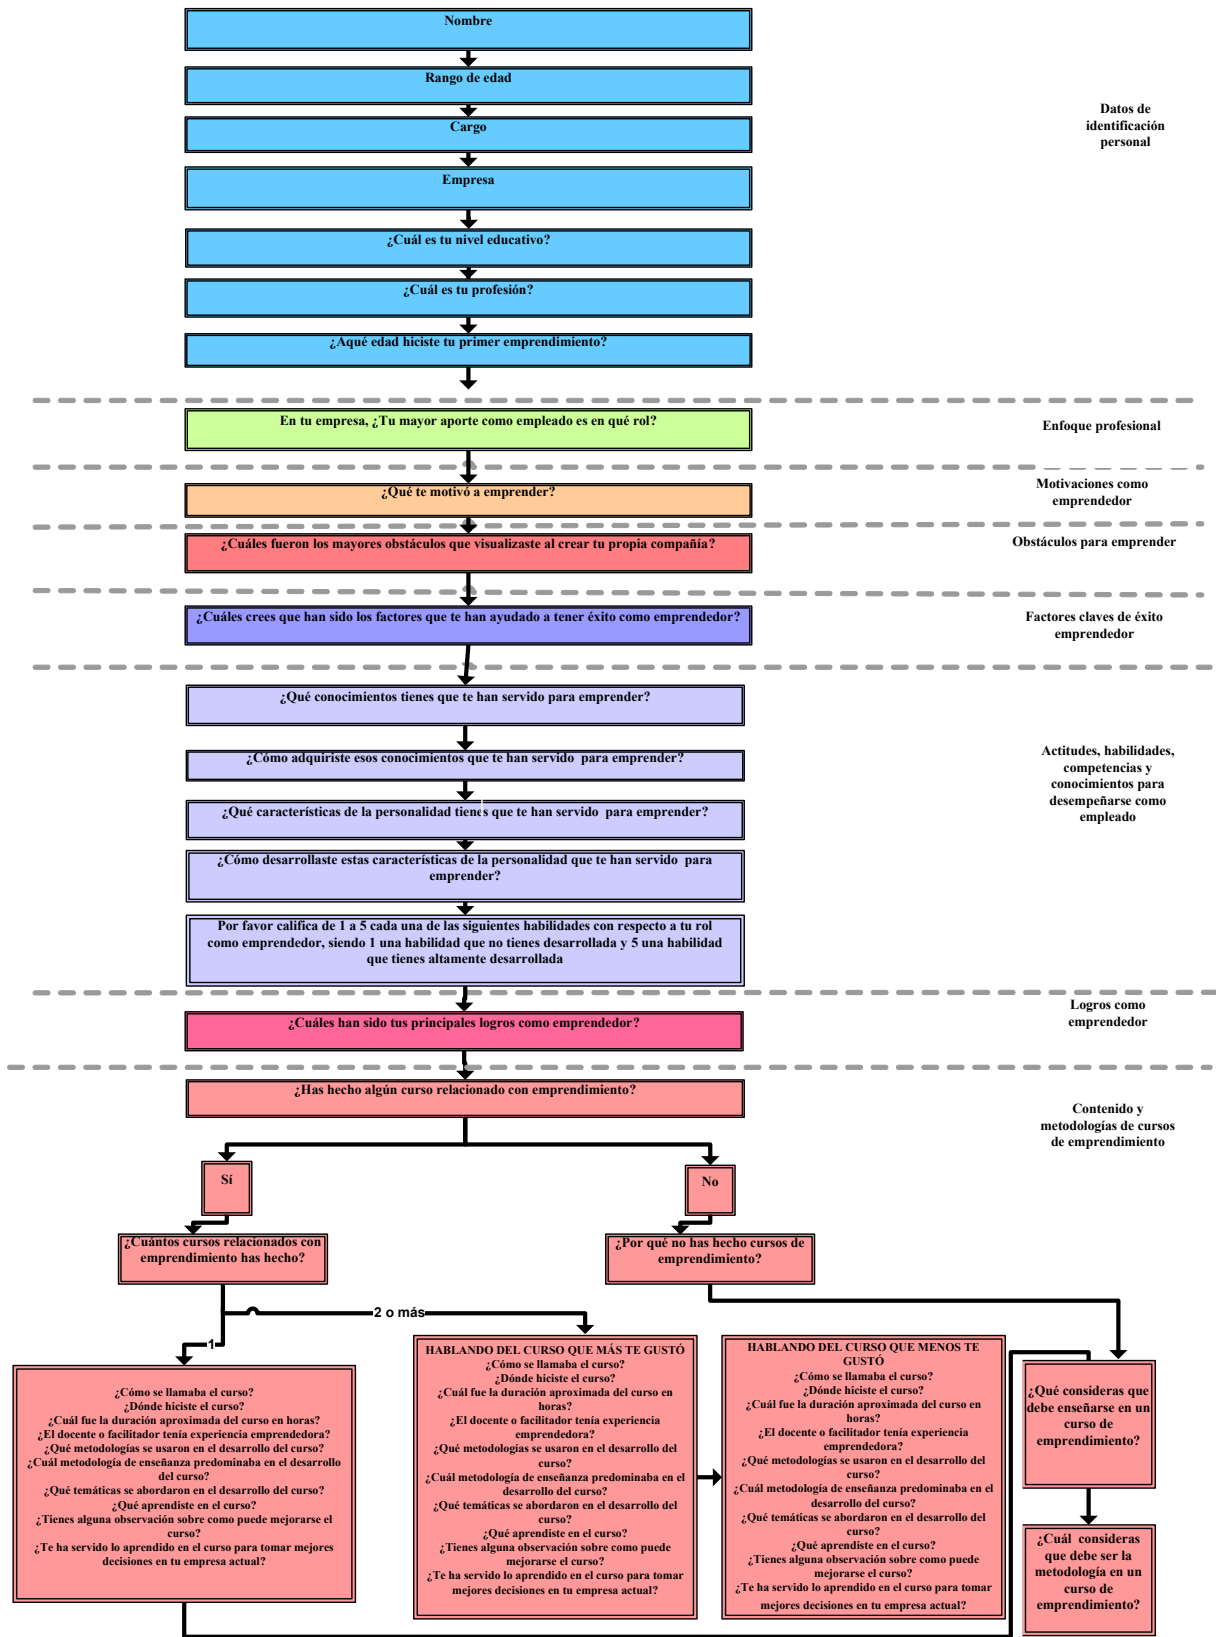 Nombre
Rango de edad
Datos de
identificación
personal
Cargo
Empresa
¿Cuál es tu nivel educativo?
¿Cuál es tu profesión?
¿Aqué edad hiciste tu primer emprendimiento?
En tu empresa, ¿Tu mayor aporte como empleado es en qué rol?
Enfoque profesional
¿Qué te motivó a emprender?
Motivaciones como
emprendedor
¿Cuáles fueron los mayores obstáculos que visualizaste al crear tu propia compañía?
Obstáculos para emprender
¿Cuáles crees que han sido los factores que te han ayudado a tener éxito como emprendedor?
Factores claves de éxito
emprendedor
¿Qué conocimientos tienes que te han servido para emprender?
¿Cómo adquiriste esos conocimientos que te han servido para emprender?
Actitudes, habilidades,
competencias y
conocimientos para
desempeñarse como
empleado
¿Qué características de la personalidad tienes que te han servido para emprender?
¿Cómo desarrollaste estas características de la personalidad que te han servido para
emprender?
Por favor califica de 1 a 5 cada una de las siguientes habilidades con respecto a tu rol
como emprendedor, siendo 1 una habilidad que no tienes desarrollada y 5 una habilidad
que tienes altamente desarrollada
¿Cuáles han sido tus principales logros como emprendedor?
Logros como
emprendedor
¿Has hecho algún curso relacionado con emprendimiento?
Contenido y
metodologías de cursos
de emprendimiento
Sí
No
¿Cuántos cursos relacionados con
emprendimiento has hecho?
¿Por qué no has hecho cursos de
emprendimiento?
2 o más
1
¿Cómo se llamaba el curso?
¿Dónde hiciste el curso?
¿Cuál fue la duración aproximada del curso en horas?
¿El docente o facilitador tenía experiencia emprendedora?
¿Qué metodologías se usaron en el desarrollo del curso?
¿Cuál metodología de enseñanza predominaba en el desarrollo
del curso?
¿Qué temáticas se abordaron en el desarrollo del curso?
¿Qué aprendiste en el curso?
¿Tienes alguna observación sobre como puede mejorarse el
curso?
¿Te ha servido lo aprendido en el curso para tomar mejores
decisiones en tu empresa actual?
HABLANDO DEL CURSO QUE MÁS TE GUSTÓ
¿Cómo se llamaba el curso?
¿Dónde hiciste el curso?
¿Cuál fue la duración aproximada del curso en
horas?
¿El docente o facilitador tenía experiencia
emprendedora?
¿Qué metodologías se usaron en el desarrollo del
curso?
¿Cuál metodología de enseñanza predominaba en el
desarrollo del curso?
¿Qué temáticas se abordaron en el desarrollo del
curso?
¿Qué aprendiste en el curso?
¿Tienes alguna observación sobre como puede
mejorarse el curso?
¿Te ha servido lo aprendido en el curso para tomar
mejores decisiones en tu empresa actual?
HABLANDO DEL CURSO QUE MENOS TE
GUSTÓ
¿Cómo se llamaba el curso?
¿Dónde hiciste el curso?
¿Cuál fue la duración aproximada del curso en
horas?
¿El docente o facilitador tenía experiencia
emprendedora?
¿Qué metodologías se usaron en el desarrollo del
curso?
¿Cuál metodología de enseñanza predominaba en el
desarrollo del curso?
¿Qué temáticas se abordaron en el desarrollo del
curso?
¿Qué aprendiste en el curso?
¿Tienes alguna observación sobre como puede
mejorarse el curso?
¿Te ha servido lo aprendido en el curso para tomar
mejores decisiones en tu empresa actual?
¿Qué consideras que
debe enseñarse en un
curso de
emprendimiento?
¿Cuál consideras
que debe ser la
metodología en un
curso de
emprendimiento?